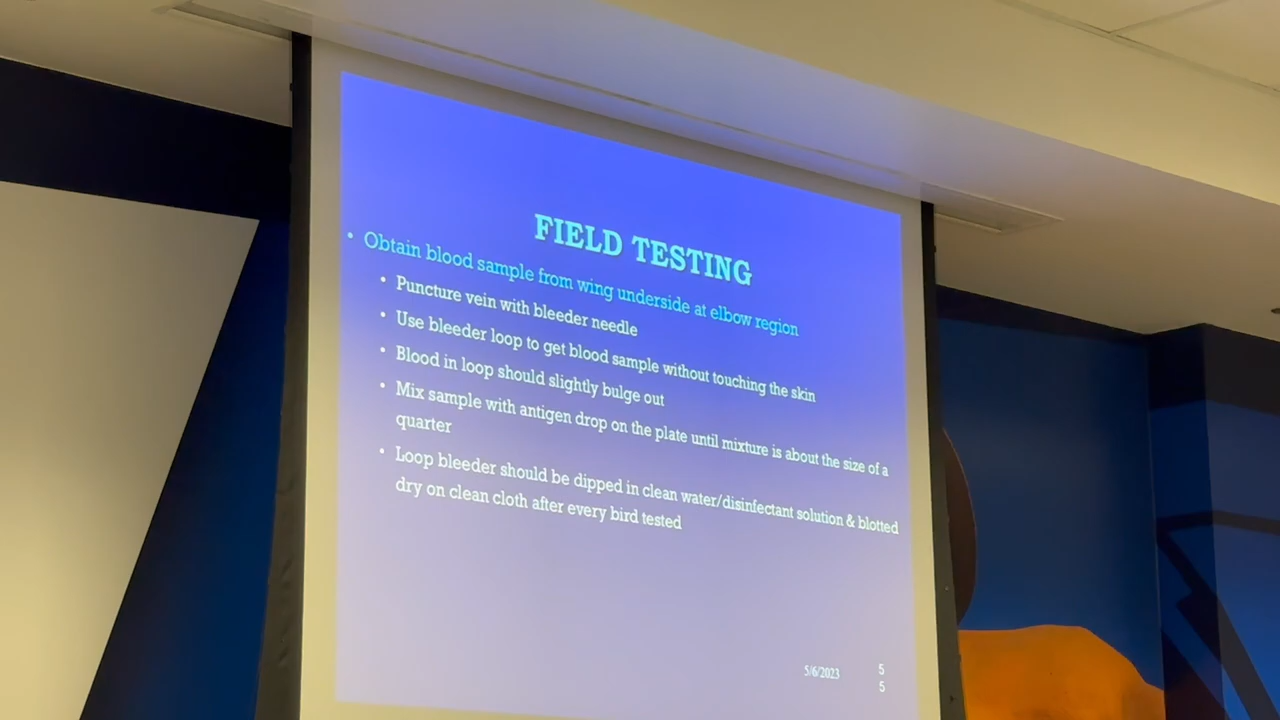 FIELD TESTING
• Obtain blood sample from wing underside at elbow region
• Puncture vein with bleeder needle
• Use bleeder loop to get blood sample without touching the skin
• Blood in loop should slightly bulge out
• Mix sample with antigen drop on the plate until mixture is about the size of a
quarter
• Loop bleeder should be dipped in clean water/disinfectant solution & blotted
dry on clean cloth after every bird tested
5/6/2023
5
5